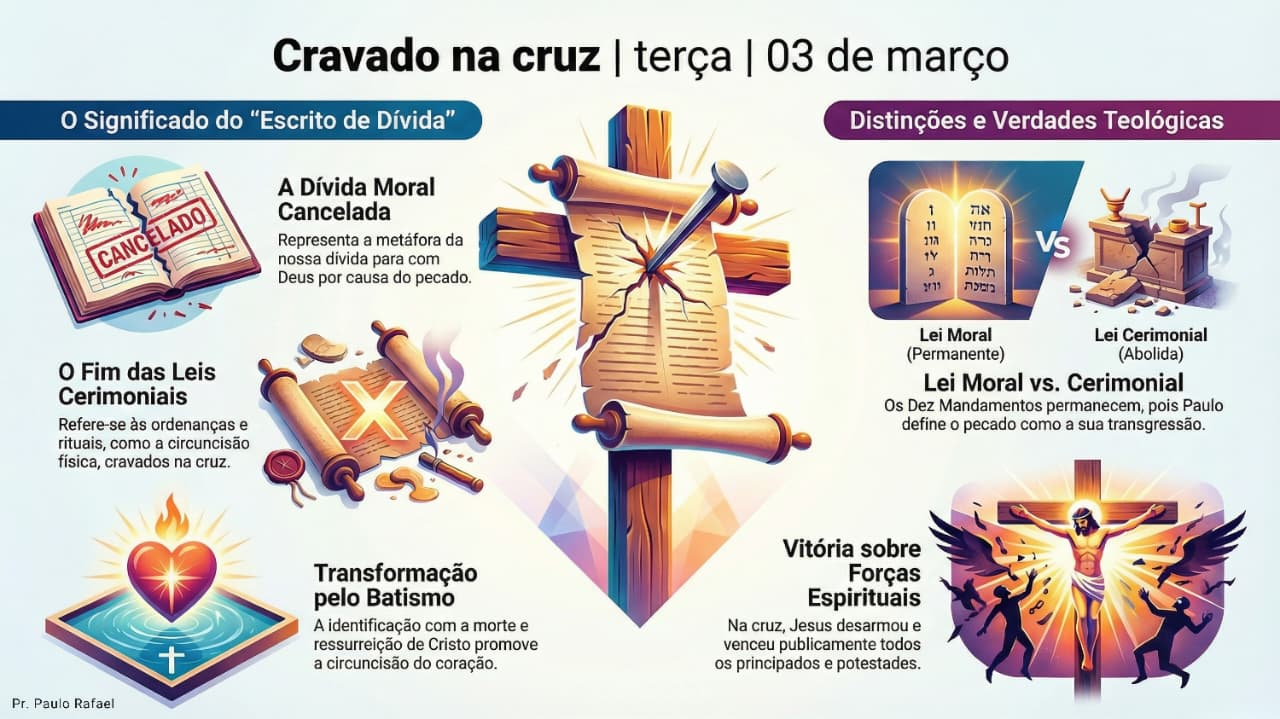 Cravado na cruz | terça | 03 de março
O Significado do “Escrito de Dívida”
CANCELADO
A Dívida Moral
Cancelada
Representa a metáfora da
nossa dívida para com
Deus por causa do pecado.
O Fim das Leis
Cerimoniais
Refere-se às ordenanças e
rituais, como a circuncisão
física, cravados na cruz.
X
Transformação
pelo Batismo
A identificação com a morte e
ressurreição de Cristo promove
a circuncisão do coração.
Distinções e Verdades Teológicas
VS
Lei Moral
(Permanente)
Lei Cerimonial
(Abolida)
Lei Moral vs. Cerimonial
Os Dez Mandamentos permanecem, pois Paulo
define o pecado como a sua transgressão.
Vitória sobre
Forças
Espirituais
Na cruz, Jesus desarmou e
venceu publicamente todos
os principados e potestades.
Pr. Paulo Rafael